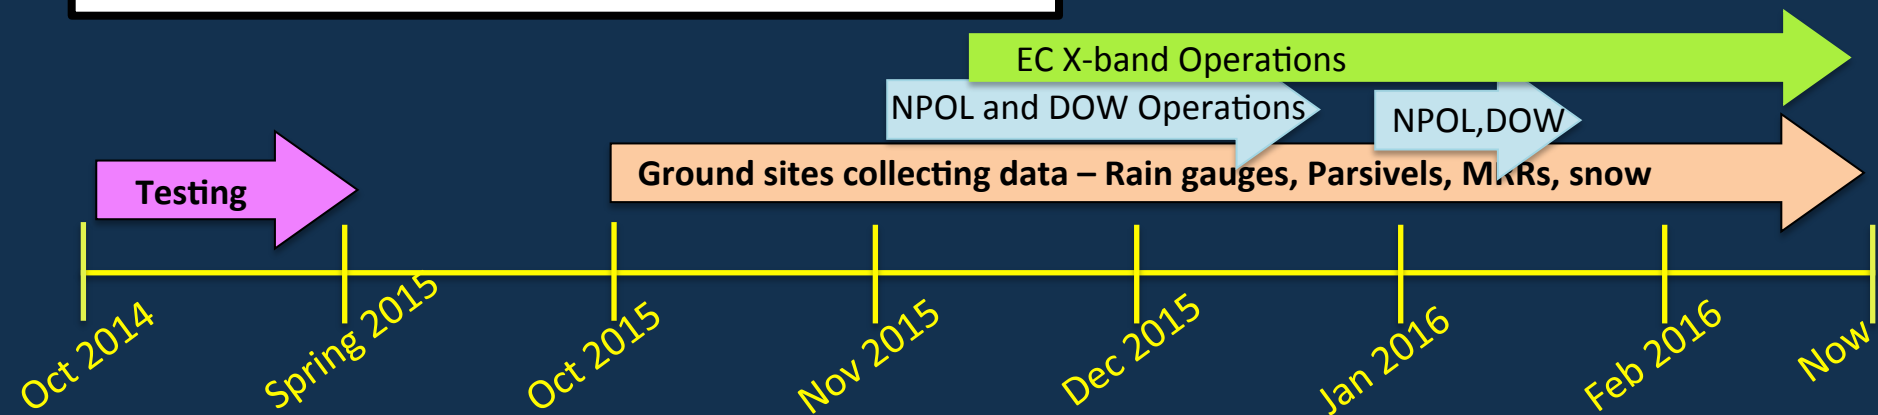 EC X-band Operations
NPOL and DOW Operations
NPOL,DOW
Ground sites collecting data – Rain gauges, Parsivels, MRRs, snow
Testing
Oct 2014
Spring 2015
Oct 2015
Nov 2015
Dec 2015
Jan 2016
Feb 2016
Now